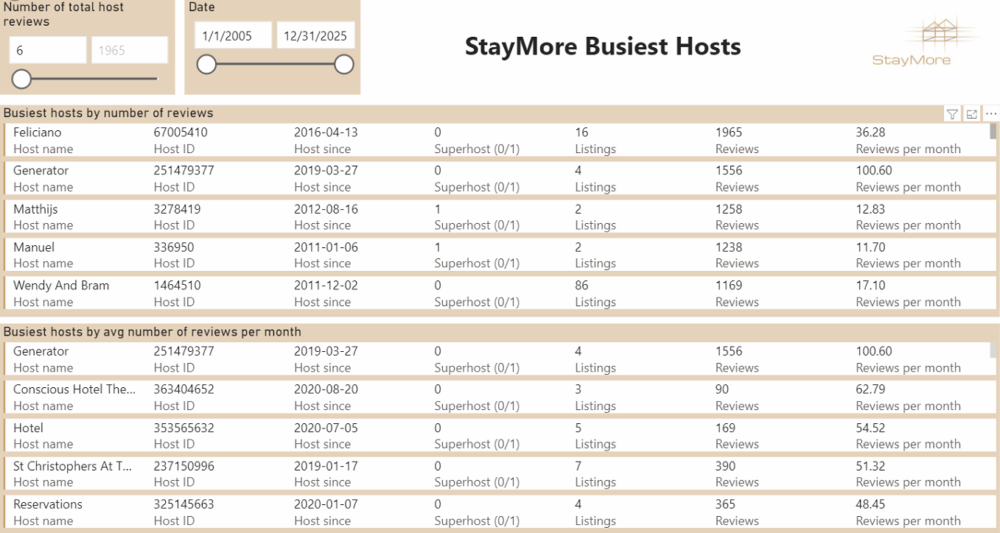 Number of total host
reviews
6 1965
Date
1/1/2005 12/31/2025
StayMore Busiest Hosts
StayMore
Busiest hosts by number of reviews
Feliciano 67005410 2016-04-13 0 16 1965 36.28
Host name Host ID Host since Superhost (0/1) Listings Reviews Reviews per month
Generator 251479377 2019-03-27 0 4 1556 100.60
Host name Host ID Host since Superhost (0/1) Listings Reviews Reviews per month
Matthijs 3278419 2012-08-16 1 2 1258 12.83
Host name Host ID Host since Superhost (0/1) Listings Reviews Reviews per month
Manuel 336950 2011-01-06 1 2 1238 11.70
Host name Host ID Host since Superhost (0/1) Listings Reviews Reviews per month
Wendy And Bram 1464510 2011-12-02 0 86 1169 17.10
Host name Host ID Host since Superhost (0/1) Listings Reviews Reviews per month
Busiest hosts by avg number of reviews per month
Generator 251479377 2019-03-27 0 4 1556 100.60
Host name Host ID Host since Superhost (0/1) Listings Reviews Reviews per month
Conscious Hotel The... 363404652 2020-08-20 0 3 90 62.79
Host name Host ID Host since Superhost (0/1) Listings Reviews Reviews per month
Hotel 353565632 2020-07-05 0 5 169 54.52
Host name Host ID Host since Superhost (0/1) Listings Reviews Reviews per month
St Christophers At T... 237150996 2019-01-17 0 7 390 51.32
Host name Host ID Host since Superhost (0/1) Listings Reviews Reviews per month
Reservations 325145663 2020-01-07 0 4 365 48.45
Host name Host ID Host since Superhost (0/1) Listings Reviews Reviews per month